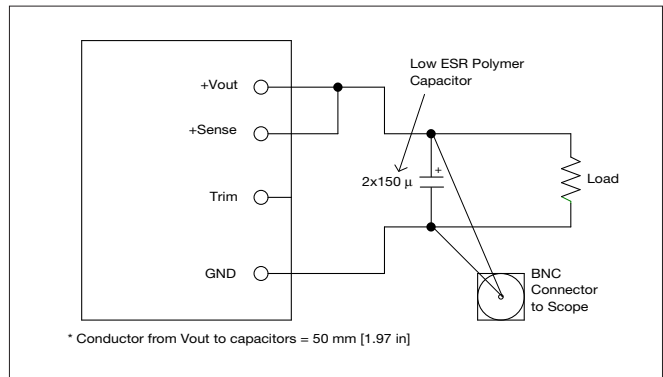 Low ESR Polymer
Capacitor
+Vout
+Sense
+
2x150 µ
Trim
Load
GND
BNC
Connector
to Scope
* Conductor from Vout to capacitors = 50 mm [1.97 in]